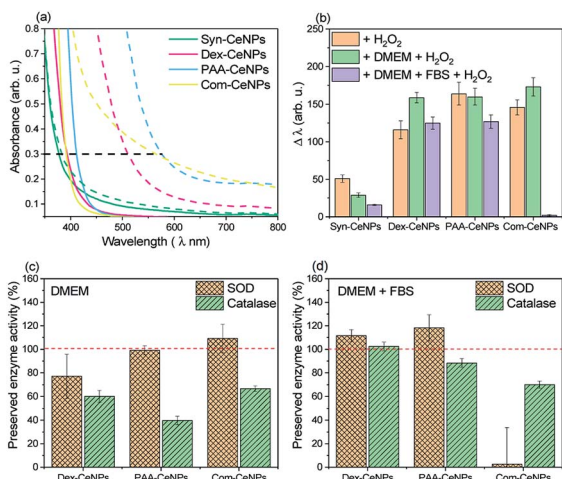 (a)
Syn-CeNPs
Dex-CeNPs
PAA-CeNPs
Com-CeNPs
Absorbance (arb. u.)
0.8
0.7
0.6
0.5
0.4
0.3
0.2
0.1
400 500 600 700 800
Wavelength ( λ nm)
(b)
+ H₂O₂
+ DMEM + H₂O₂
+ DMEM + FBS + H₂O₂
Δ λ
250
200
150
100
50
0
Syn-CeNPs Dex-CeNPs PAA-CeNPs Com-CeNPs
(c)
DMEM
SOD
Catalase
Preserved enzyme activity (%)
160
140
120
100
80
60
40
20
0
Dex-CeNPs PAA-CeNPs Com-CeNPs
(d)
DMEM + FBS
SOD
Catalase
Preserved enzyme activity (%)
160
140
120
100
80
60
40
20
0
Dex-CeNPs PAA-CeNPs Com-CeNPs